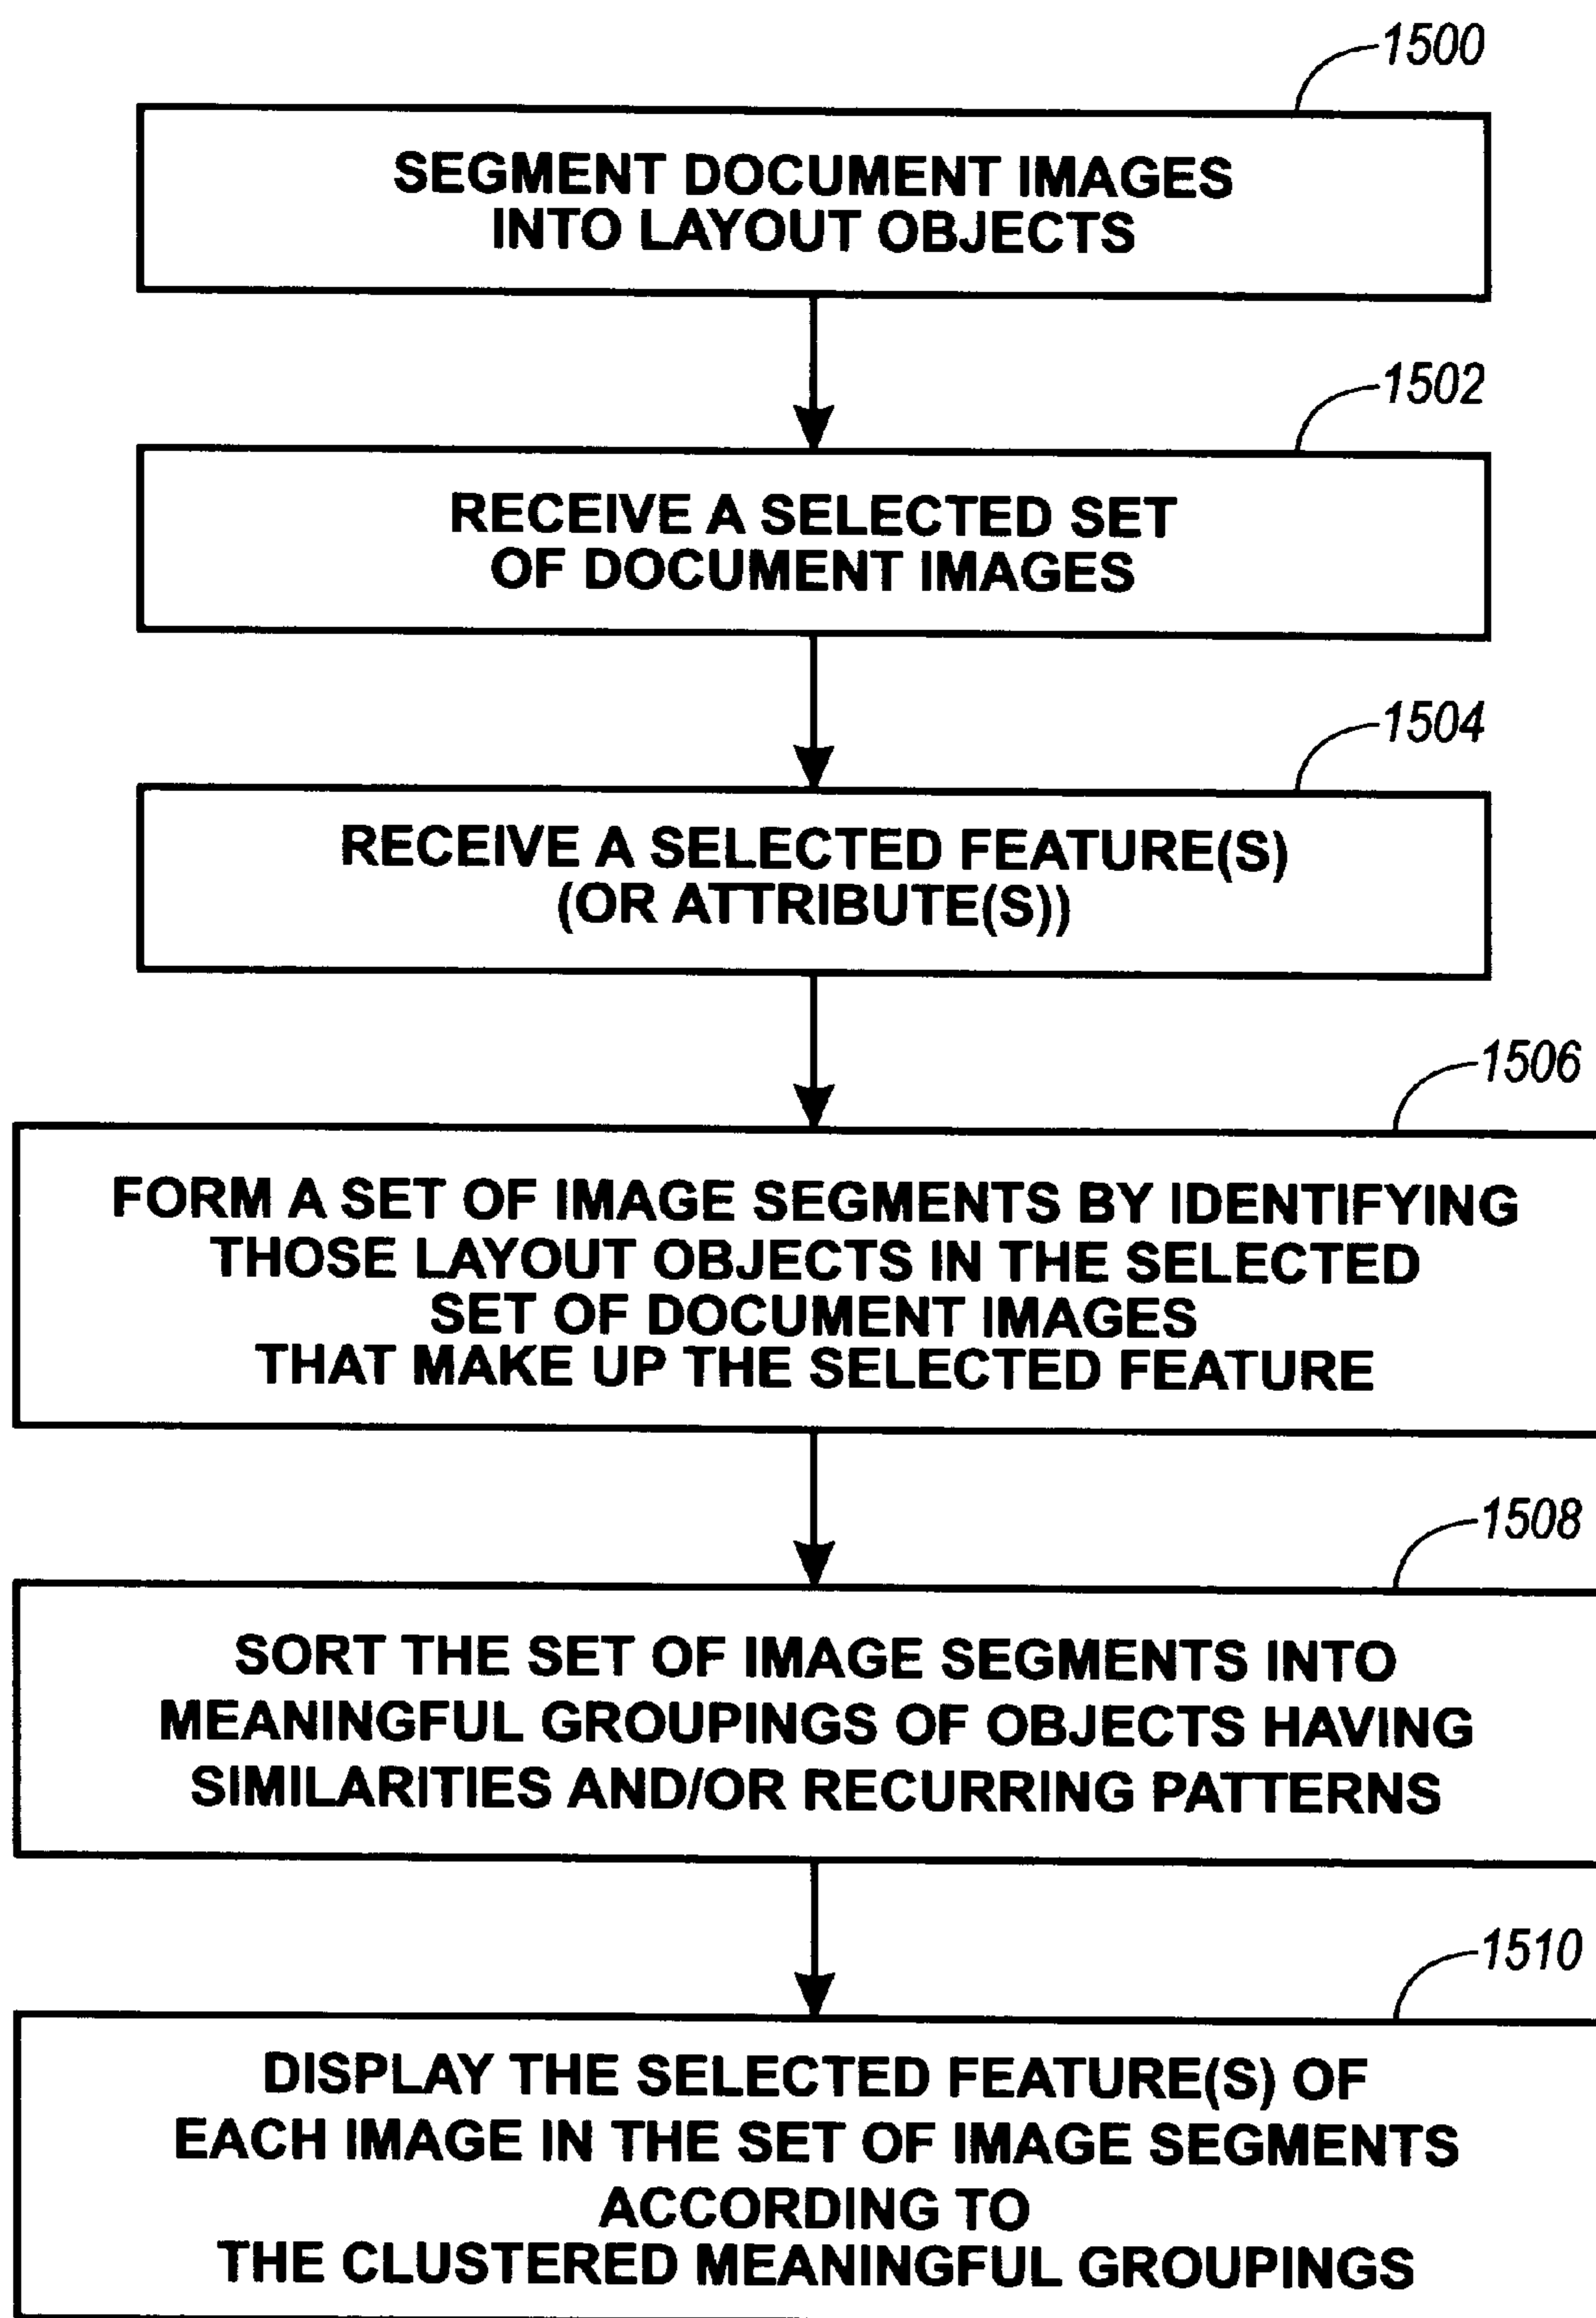 1500
SEGMENT DOCUMENT IMAGES
INTO LAYOUT OBJECTS
1502
RECEIVE A SELECTED SET
OF DOCUMENT IMAGES
1504
RECEIVE A SELECTED FEATURE(S)
(OR ATTRIBUTE(S))
1506
FORM A SET OF IMAGE SEGMENTS BY IDENTIFYING
THOSE LAYOUT OBJECTS IN THE SELECTED
SET OF DOCUMENT IMAGES
THAT MAKE UP THE SELECTED FEATURE
1508
SORT THE SET OF IMAGE SEGMENTS INTO
MEANINGFUL GROUPINGS OF OBJECTS HAVING
SIMILARITIES AND/OR RECURRING PATTERNS
1510
DISPLAY THE SELECTED FEATURE(S) OF
EACH IMAGE IN THE SET OF IMAGE SEGMENTS
ACCORDING TO
THE CLUSTERED MEANINGFUL GROUPINGS